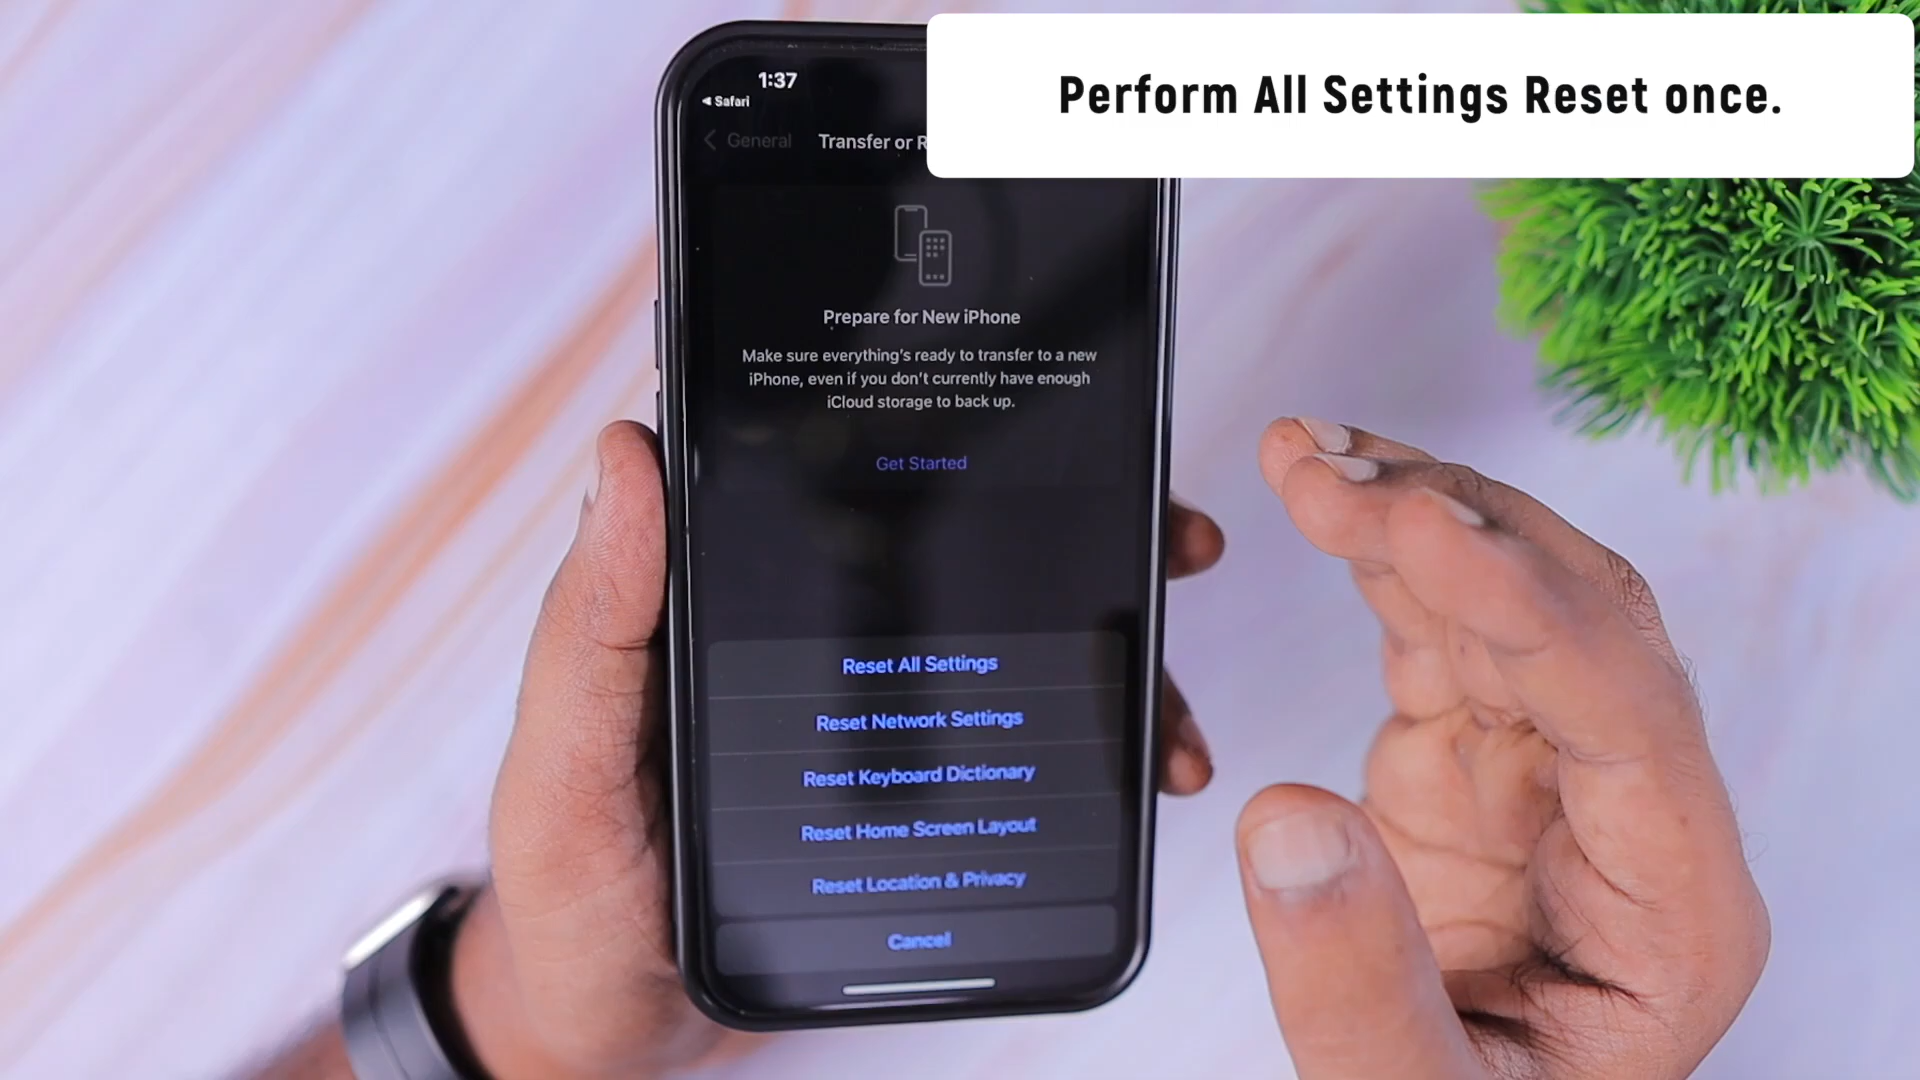 Perform All Settings Reset once.
1:37
Safari
General
Transfer or R
Prepare for New iPhone
Make sure everything's ready to transfer to a new
iPhone, even if you don't currently have enough
iCloud storage to back up.
Get Started
Reset All Settings
Reset Network Settings
Reset Keyboard Dictionary
Reset Home Screen Layout
Reset Location & Privacy
Cancel